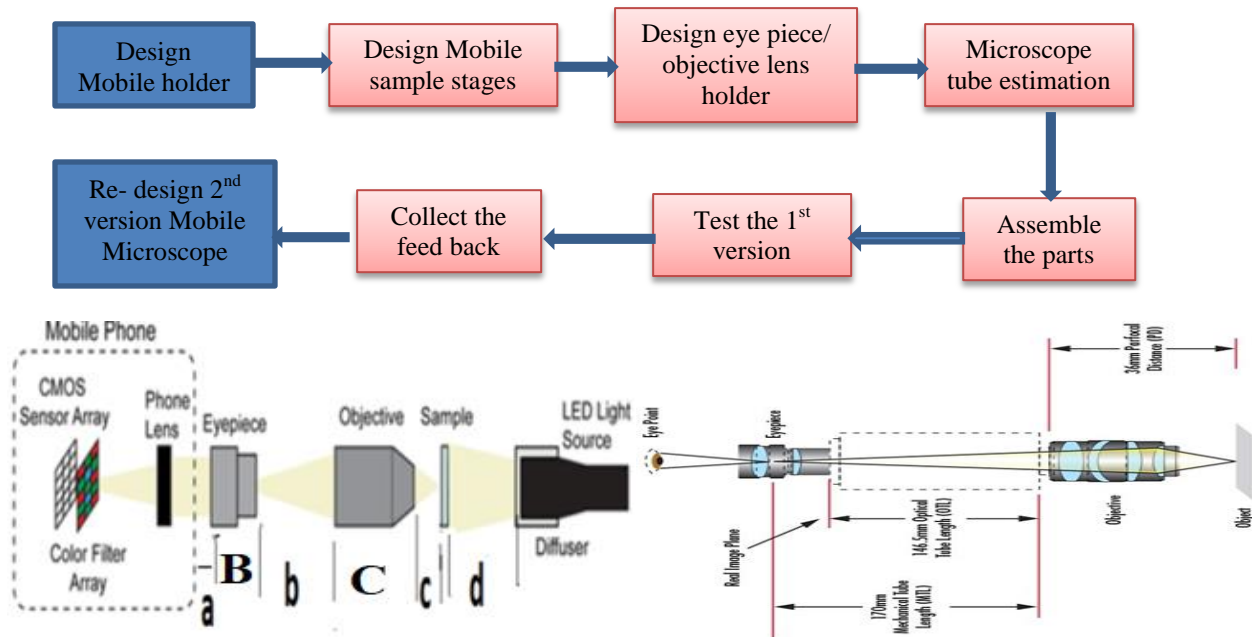 Design
Mobile holder
Design Mobile
sample stages
Design eye piece/
objective lens
holder
Microscope
tube estimation
Re- design 2nd
version Mobile
Microscope
Collect the
feed back
Test the 1st
version
Assemble
the parts
Mobile Phone
CMOS
Sensor Array
Phone
Lens
Eyepiece
Objective
Sample
LED Light
Source
Color Filter
Array
Diffuser
a
B
b
C
c
d
Eye Point
Eyepiece
Real Image Plane
146.5mm Optical
Tube Length (OTL)
170mm
Mechanical Tube
Length (MTL)
36mm Parfocal
Distance (PD)
Objective
Object